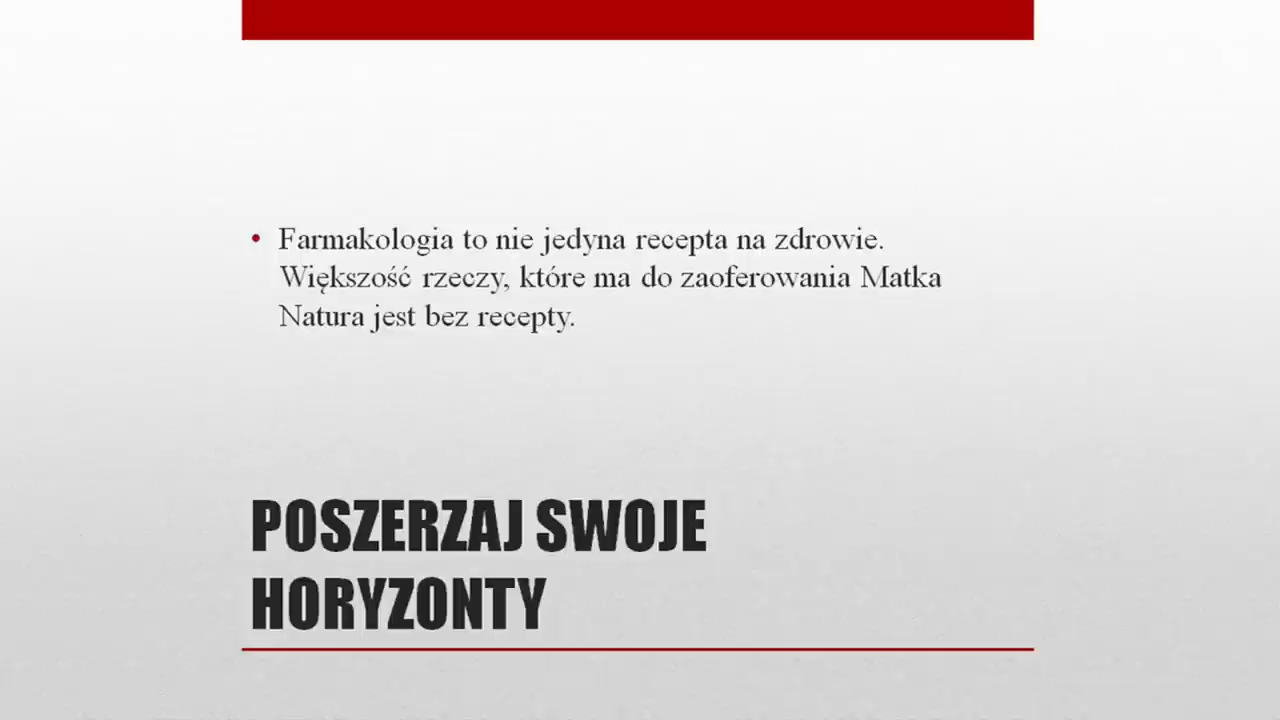 • Farmakologia to nie jedyna recepta na zdrowie.
Większość rzeczy, które ma do zaoferowania Matka
Natura jest bez recepty.
POSZERZAJ SWOJE
HORYZONTY